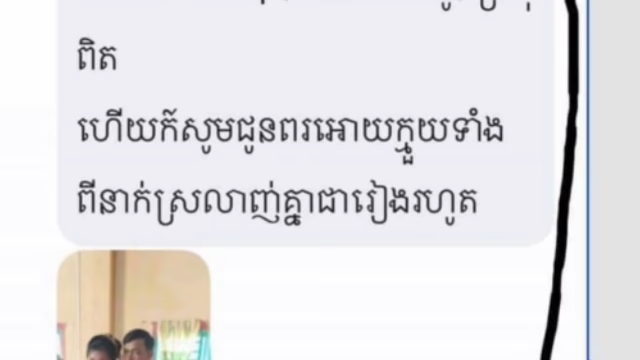 ពិត
ហើយក៏សូមជូនពរអោយក្មួយទាំង
ពីនាក់ស្រលាញ់គ្នាជារៀងរហូត